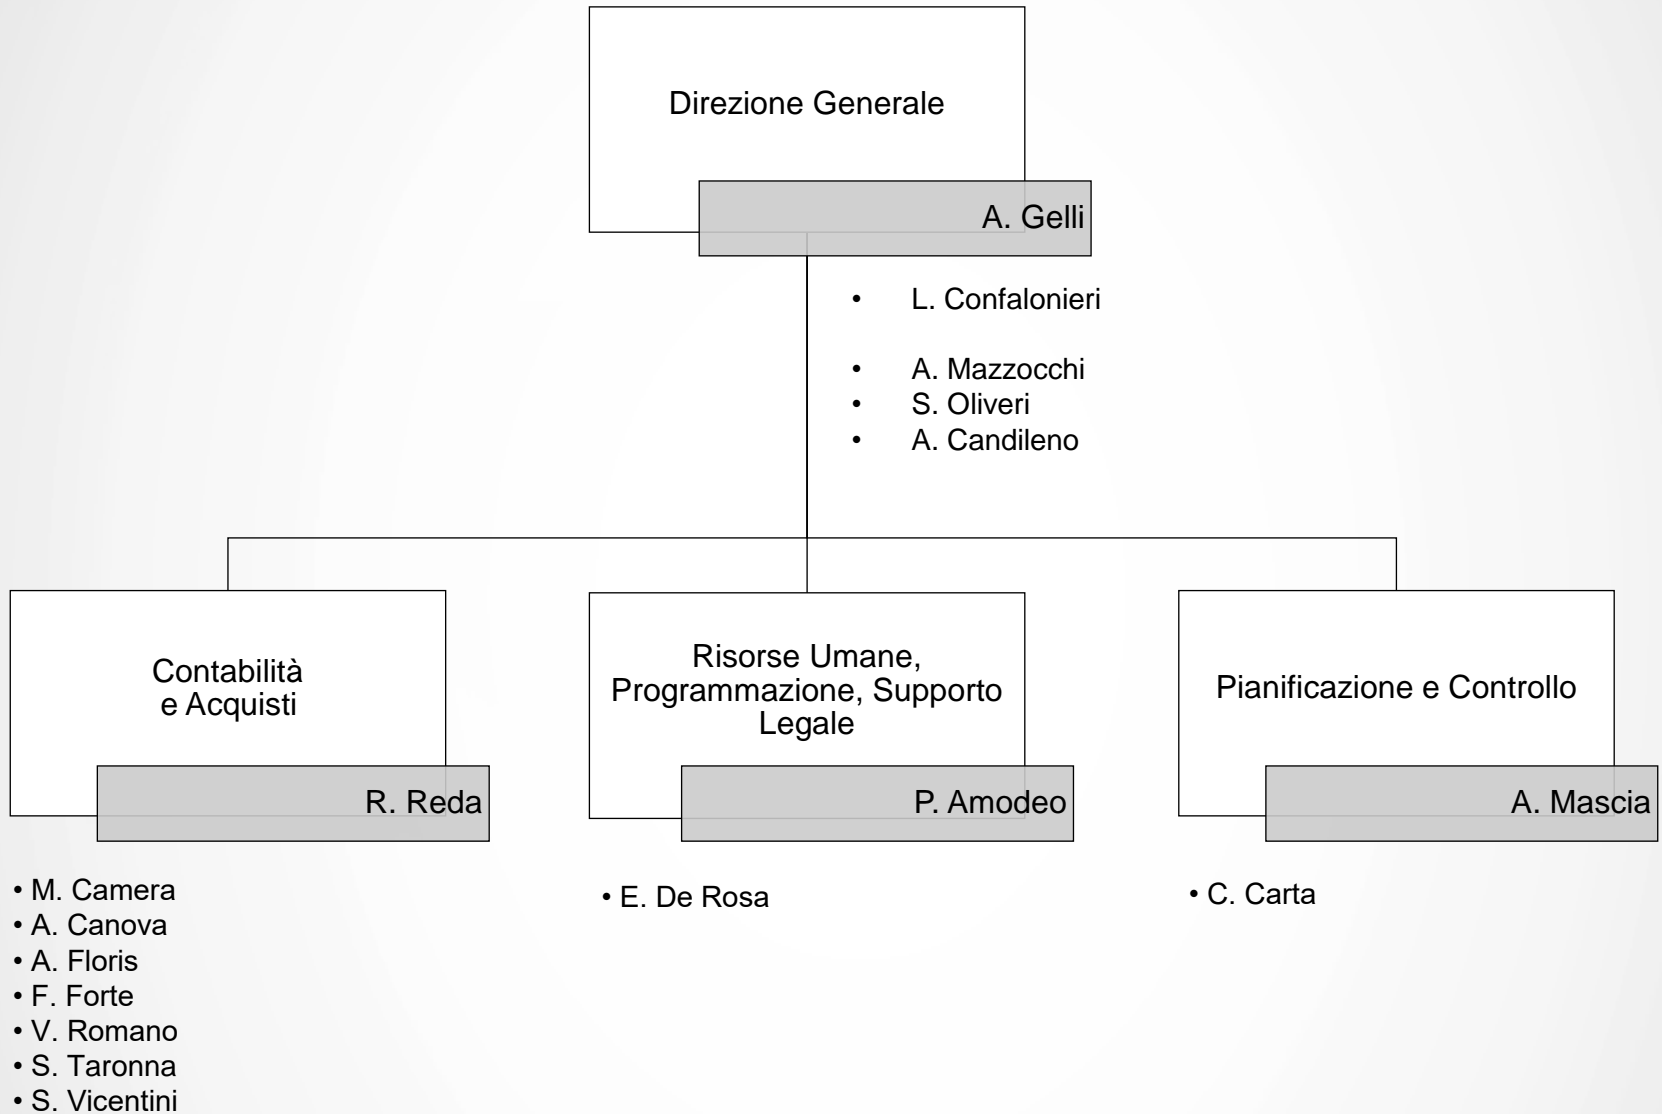 Direzione Generale
A. Gelli
• L. Confalonieri
• A. Mazzocchi
• S. Oliveri
• A. Candileno
Contabilità
e Acquisti
R. Reda
• M. Camera
• A. Canova
• A. Floris
• F. Forte
• V. Romano
• S. Taronna
• S. Vicentini
Risorse Umane,
Programmazione, Supporto
Legale
P. Amodeo
• E. De Rosa
Pianificazione e Controllo
A. Mascia
• C. Carta